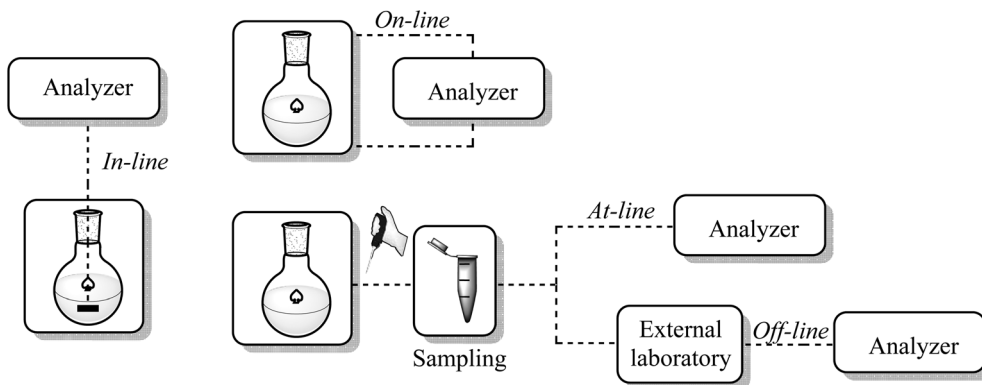 On-line
Analyzer
Analyzer
In-line
At-line
Analyzer
External
laboratory
Off-line
Analyzer
Sampling